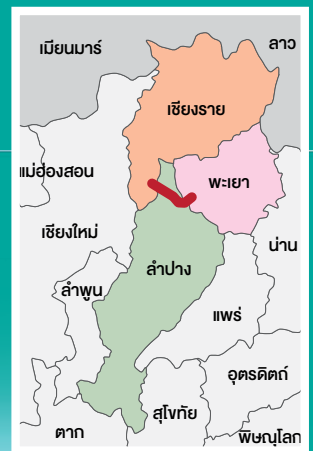 เมียนมาร์
ลาว
เชียงราย
แม่ฮ่องสอน
พะเยา
เชียงใหม่
น่าน
ลำปาง
ลำพูน
แพร่
อุตรดิตถ์
สุโขทัย
ตาก
พิษณุโลก